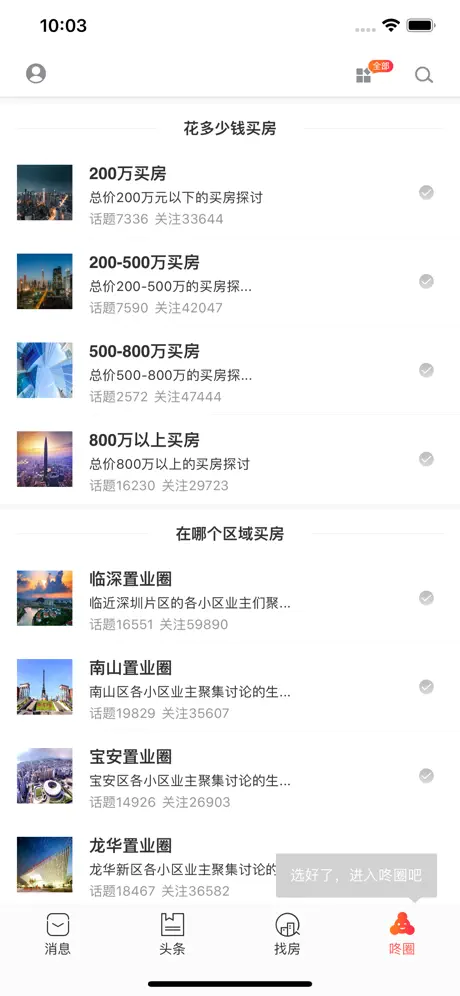 10:03
全部
花多少钱买房
200万买房
总价200万元以下的买房探讨
话题7336 关注33644
200-500万买房
总价200-500万的买房探...
话题7590 关注42047
500-800万买房
总价500-800万的买房探...
话题2572 关注47444
800万以上买房
总价800万以上的买房探讨
话题16230 关注29723
在哪个区域买房
临深置业圈
临近深圳片区的各小区业主们聚...
话题16551 关注59890
南山置业圈
南山区各小区业主聚集讨论的生...
话题19829 关注35607
宝安置业圈
宝安区各小区业主聚集讨论的生...
话题14926 关注26903
龙华置业圈
龙华新区各小区业主聚集讨论的
话题18467 关注36582
选好了，进入咚圈吧
消息 头条 找房 咚圈